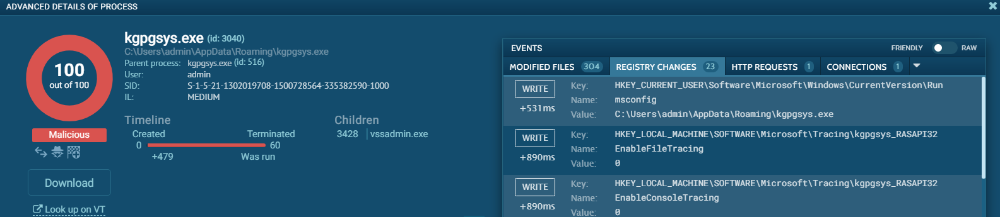 ADVANCED DETAILS OF PROCESS
100
out of 100
Malicious
Download
Look up on VT
kgpgsys.exe (id: 3040)
C:\Users\admin\AppData\Roaming\kgpgsys.exe
Parent process: kgpgsys.exe (id: 516)
User: admin
SID: S-1-5-21-1302019708-1500728564-335382590-1000
IL: MEDIUM
Timeline
Created Terminated
0 60
+479 Was run
Children
3428 vssadmin.exe
EVENTS FRIENDLY RAW
MODIFIED FILES 304 REGISTRY CHANGES 23 HTTP REQUESTS 1 CONNECTIONS 1
WRITE
+531ms
Key: HKEY_CURRENT_USER\Software\Microsoft\Windows\CurrentVersion\Run
Name: msconfig
Value: C:\Users\admin\AppData\Roaming\kgpgsys.exe
WRITE
+890ms
Key: HKEY_LOCAL_MACHINE\SOFTWARE\Microsoft\Tracing\kgpgsys_RASAPI32
Name: EnableFileTracing
Value: 0
WRITE
+890ms
Key: HKEY_LOCAL_MACHINE\SOFTWARE\Microsoft\Tracing\kgpgsys_RASAPI32
Name: EnableConsoleTracing
Value: 0